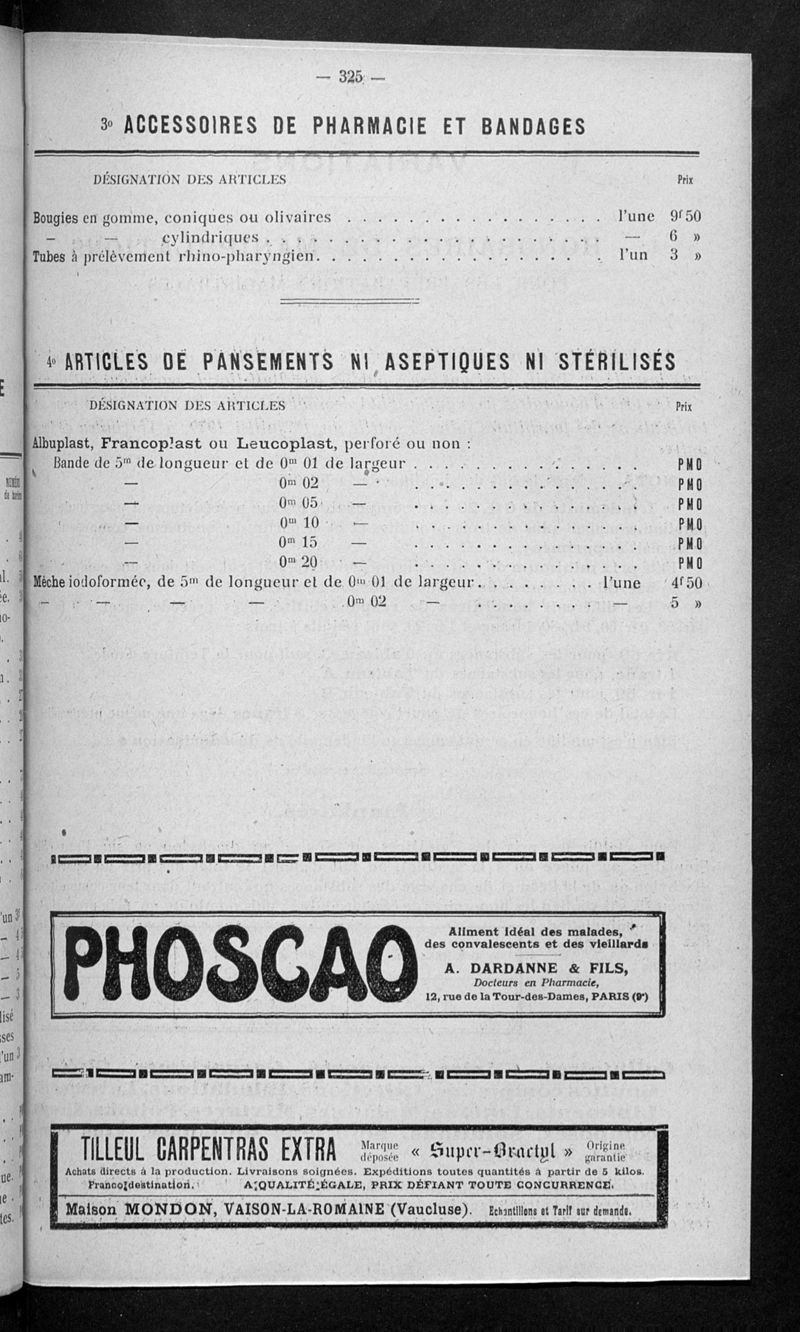 — 325 —
3º ACCESSOIRES DE PHARMACIE ET BANDAGES
DÉSIGNATION DES ARTICLES Prix
Bougies en gomme, coniques ou olivaires . . . . . . . . . . . . . . . . . l'une 9ᶠ50
— — cylindriques . . . . . . . . . . . . . . . . . . . . . . — 6 »
Tubes à prélèvement rhino-pharyngien. . . . . . . . . . . . . . . . . . l'un 3 »
4º ARTICLES DE PANSEMENTS NI ASEPTIQUES NI STÉRILISÉS
DÉSIGNATION DES ARTICLES Prix
Albuplast, Francoplast ou Leucoplast, perforé ou non :
Bande de 5ᵐ de longueur et de 0ᵐ 01 de largeur . . . . . . . . . . . . . . PMO
— 0ᵐ 02 — . . . . . . . . . . . . . PMO
— 0ᵐ 05 — . . . . . . . . . . . . . . PMO
— 0ᵐ 10 — . . . . . . . . . . . . . . PMO
— 0ᵐ 15 — . . . . . . . . . . . . . . PMO
— 0ᵐ 20 — . . . . . . . . . . . . . . PMO
Mèche iodoformée, de 5ᵐ de longueur et de 0ᵐ 01 de largeur. . . . . . . . l'une 4ᶠ50
— — — — 0ᵐ 02 — . . . . . . . . — 5 »
PHOSCAO
Aliment idéal des malades,
des convalescents et des vieillards
A. DARDANNE & FILS,
Docteurs en Pharmacie,
12, rue de la Tour-des-Dames, PARIS (9ᵉ)
TILLEUL CARPENTRAS EXTRA Marque déposée « Super-Bractyl » Origine garantie
Achats directs à la production. Livraisons soignées. Expéditions toutes quantités à partir de 5 kilos.
Franco destination. A QUALITÉ ÉGALE, PRIX DÉFIANT TOUTE CONCURRENCE.
Maison MONDON, VAISON-LA-ROMAINE (Vaucluse). Echantillons et Tarif sur demande.